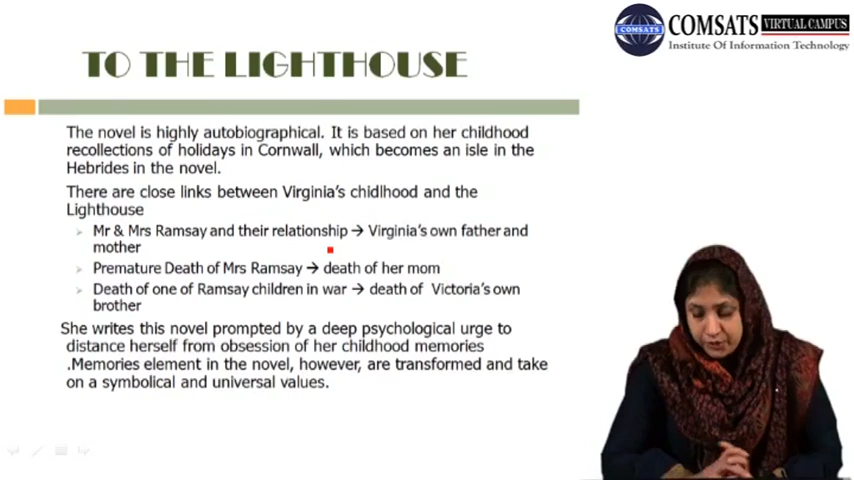 COMSATS VIRTUAL CAMPUS
COMSATS
Institute Of Information Technology
TO THE LIGHTHOUSE
The novel is highly autobiographical. It is based on her childhood
recollections of holidays in Cornwall, which becomes an isle in the
Hebrides in the novel.
There are close links between Virginia's chidlhood and the
Lighthouse
Mr & Mrs Ramsay and their relationship → Virginia's own father and
mother
Premature Death of Mrs Ramsay → death of her mom
Death of one of Ramsay children in war → death of Victoria's own
brother
She writes this novel prompted by a deep psychological urge to
distance herself from obsession of her childhood memories
.Memories element in the novel, however, are transformed and take
on a symbolical and universal values.